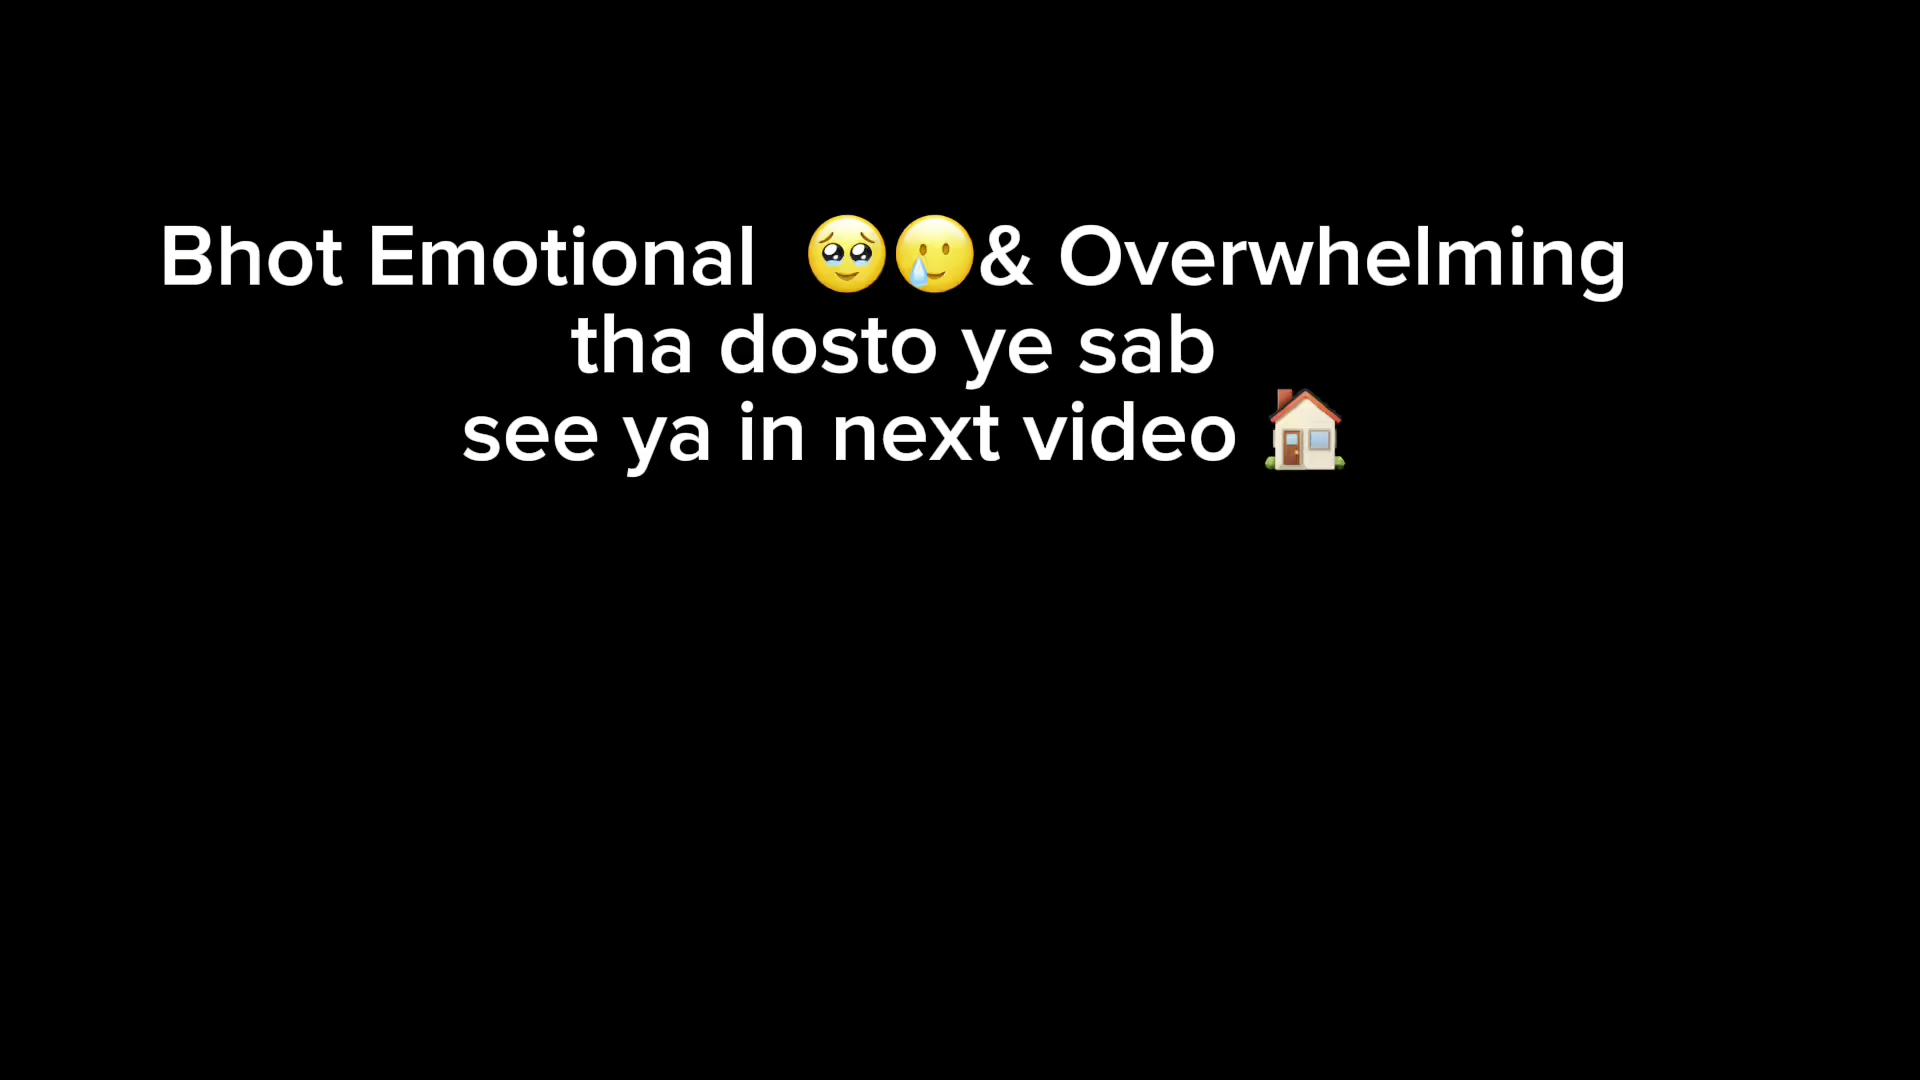 Bhot Emotional 🥹🥲& Overwhelming
tha dosto ye sab
see ya in next video 🏠